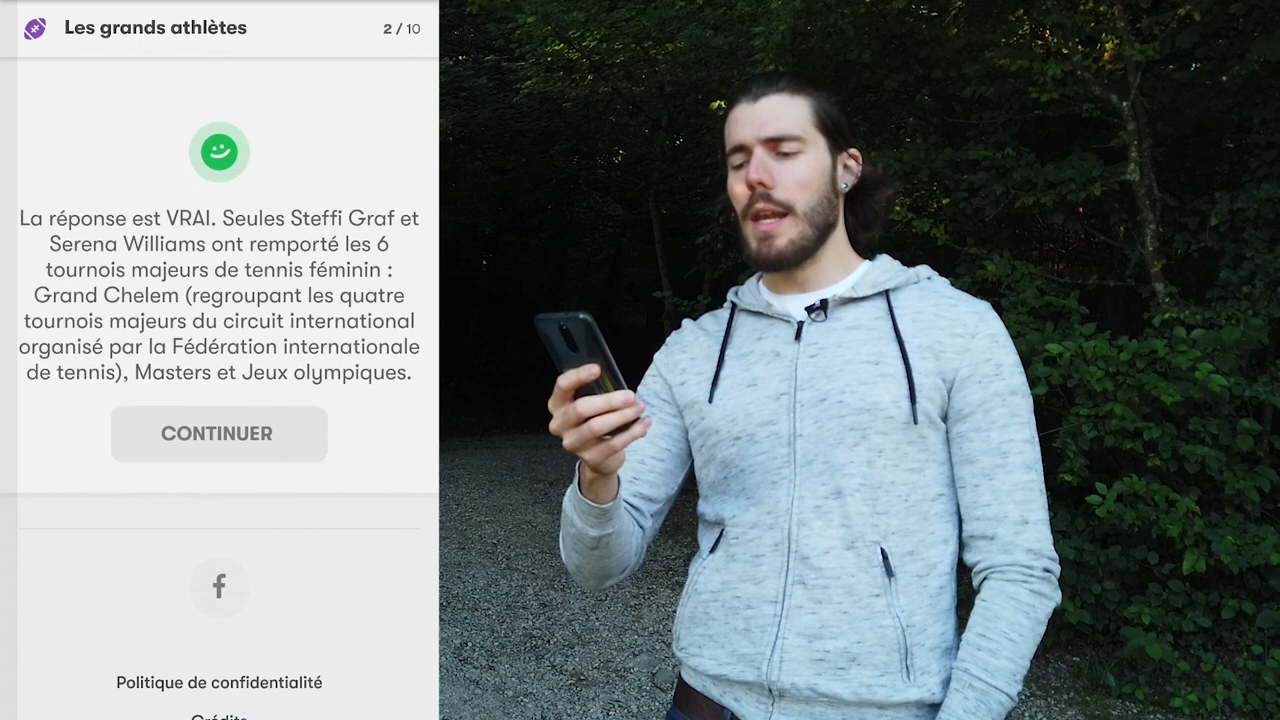 Les grands athlètes
2 / 10
La réponse est VRAI. Seules Steffi Graf et
Serena Williams ont remporté les 6
tournois majeurs de tennis féminin :
Grand Chelem (regroupant les quatre
tournois majeurs du circuit international
organisé par la Fédération internationale
de tennis), Masters et Jeux olympiques.
CONTINUER
f
Politique de confidentialité
Crédits